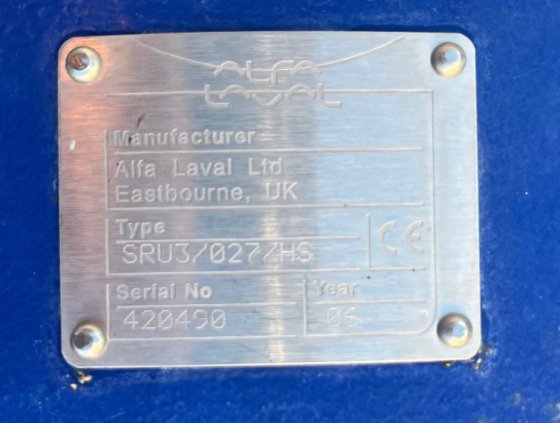 Alfa
Laval
Manufacturer
Alfa Laval Ltd
Eastbourne, UK
Type
SRU3/027/HS
CE
Serial No
420490
Year
06